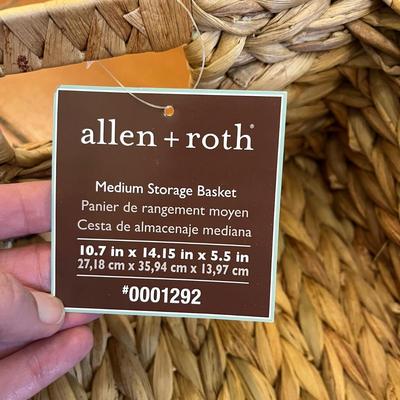 allen + roth®
Medium Storage Basket
Panier de rangement moyen
Cesta de almacenaje mediana
10.7 in x 14.15 in x 5.5 in
27,18 cm x 35,94 cm x 13,97 cm
#0001292